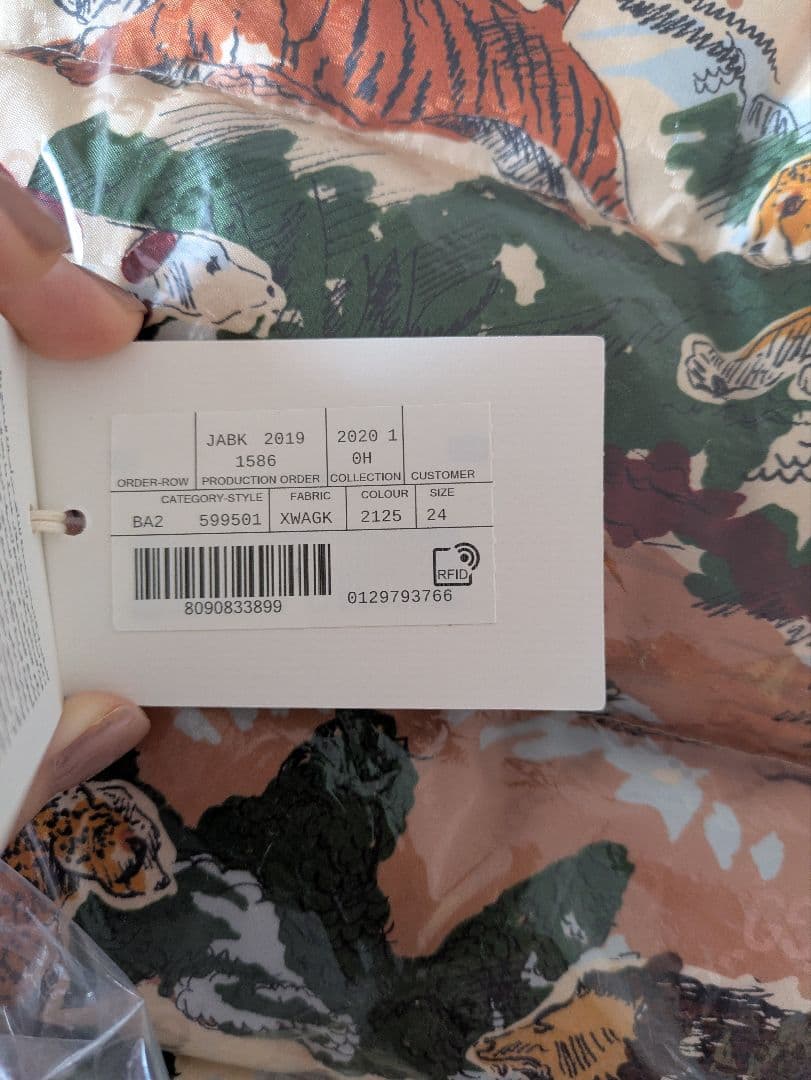 JABK 2019
1586
2020 1
0H
ORDER-ROW
PRODUCTION ORDER
COLLECTION
CUSTOMER
CATEGORY-STYLE
FABRIC
COLOUR
SIZE
BA2 599501
XWAGK
2125
24
RFID
8090833899
0129793766